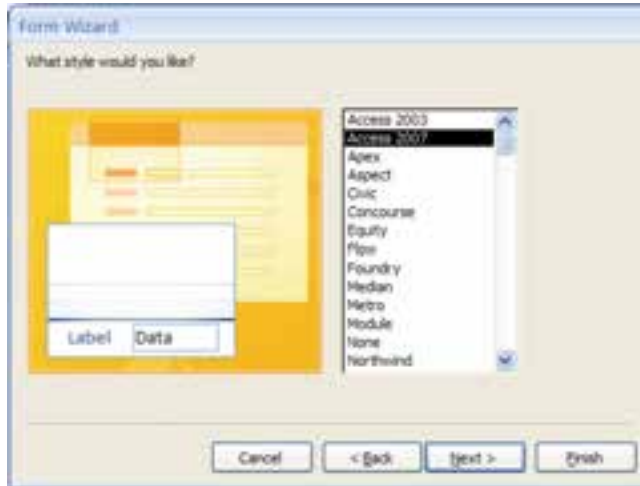 Form Wizard
What style would you like?
Access 2003
Access 2007
Apex
Aspect
Civic
Concourse
Equity
Flow
Foundry
Median
Metro
Module
None
Northwind
Label Data
Cancel < Back Next > Finish